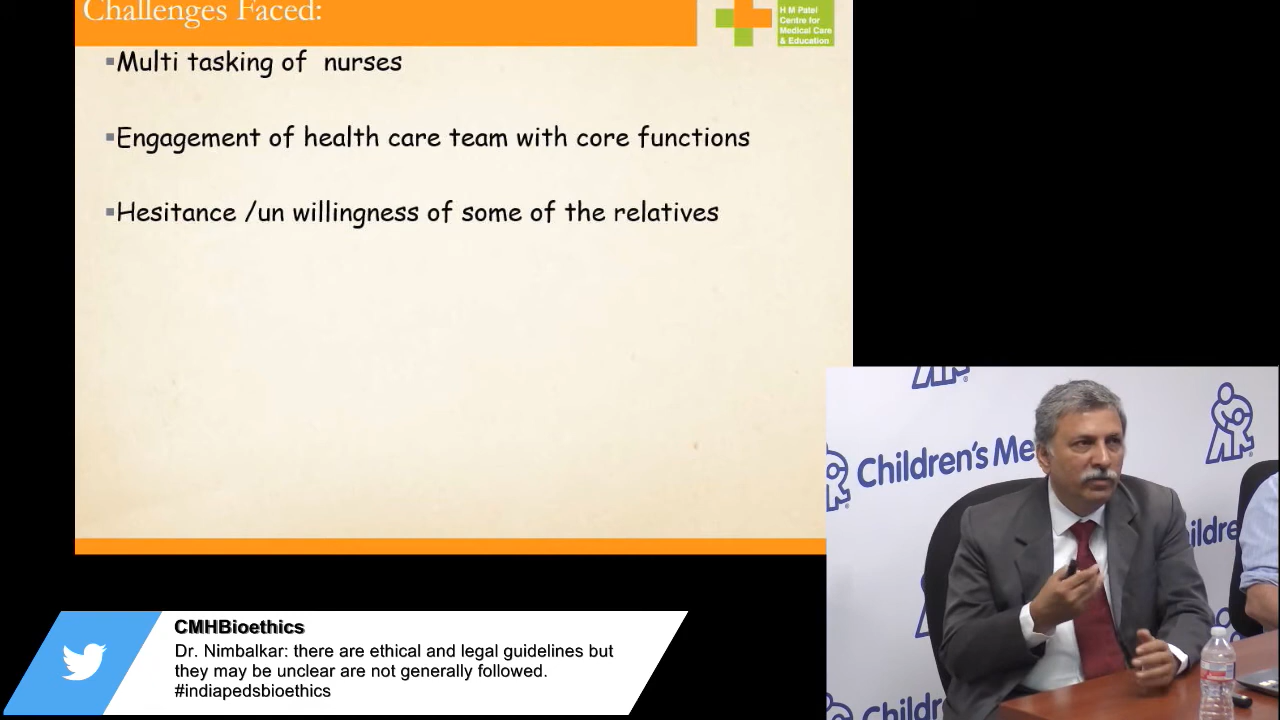 Challenges Faced:
H M Patel
Centre for
Medical Care
& Education
▪Multi tasking of nurses
▪Engagement of health care team with core functions
▪Hesitance /un willingness of some of the relatives
Children's Me
ildre
Childre
CMHBioethics
Dr. Nimbalkar: there are ethical and legal guidelines but
they may be unclear are not generally followed.
#indiapedsbioethics